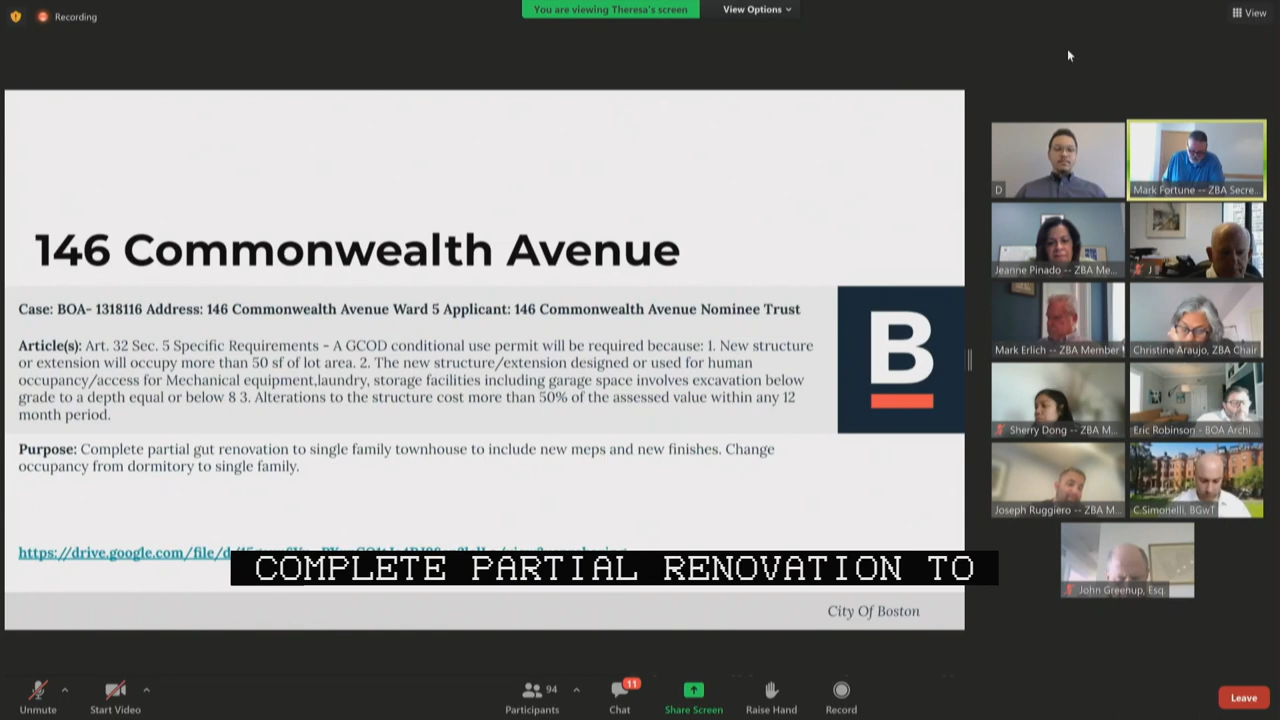 Recording
You are viewing Theresa's screen
View Options
View
146 Commonwealth Avenue
Case: BOA- 1318116 Address: 146 Commonwealth Avenue Ward 5 Applicant: 146 Commonwealth Avenue Nominee Trust
Article(s): Art. 32 Sec. 5 Specific Requirements - A GCOD conditional use permit will be required because: 1. New structure
or extension will occupy more than 50 sf of lot area. 2. The new structure/extension designed or used for human
occupancy/access for Mechanical equipment,laundry, storage facilities including garage space involves excavation below
grade to a depth equal or below 8 3. Alterations to the structure cost more than 50% of the assessed value within any 12
month period.
B
Purpose: Complete partial gut renovation to single family townhouse to include new meps and new finishes. Change
occupancy from dormitory to single family.
https://drive.google.com/file/d/
COMPLETE PARTIAL RENOVATION TO
City Of Boston
D
Mark Fortune -- ZBA Secre...
Jeanne Pinado -- ZBA Me...
J
Mark Erlich -- ZBA Member
Christine Araujo, ZBA Chair
Sherry Dong -- ZBA M...
Eric Robinson - BOA Archi...
Joseph Ruggiero -- ZBA M...
C.Simonelli, BGwT
John Greenup, Esq.
Unmute
Start Video
94
Participants
11
Chat
Share Screen
Raise Hand
Record
Leave